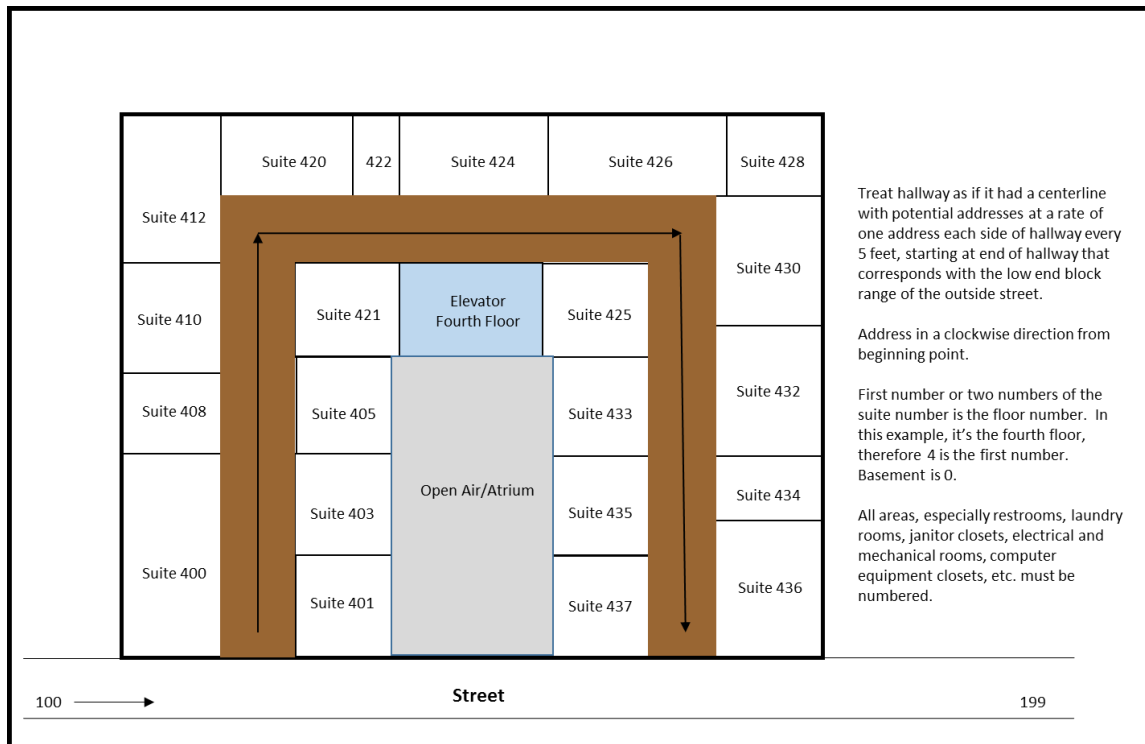 Suite 420
422
Suite 424
Suite 426
Suite 428
Suite 412
Suite 430
Suite 410
Suite 421
Elevator
Fourth Floor
Suite 425
Suite 408
Suite 405
Suite 433
Suite 432
Suite 403
Open Air/Atrium
Suite 435
Suite 434
Suite 400
Suite 401
Suite 437
Suite 436
Treat hallway as if it had a centerline
with potential addresses at a rate of
one address each side of hallway every
5 feet, starting at end of hallway that
corresponds with the low end block
range of the outside street.
Address in a clockwise direction from
beginning point.
First number or two numbers of the
suite number is the floor number.  In
this example, it's the fourth floor,
therefore 4 is the first number.
Basement is 0.
All areas, especially restrooms, laundry
rooms, janitor closets, electrical and
mechanical rooms, computer
equipment closets, etc. must be
numbered.
100
Street
199